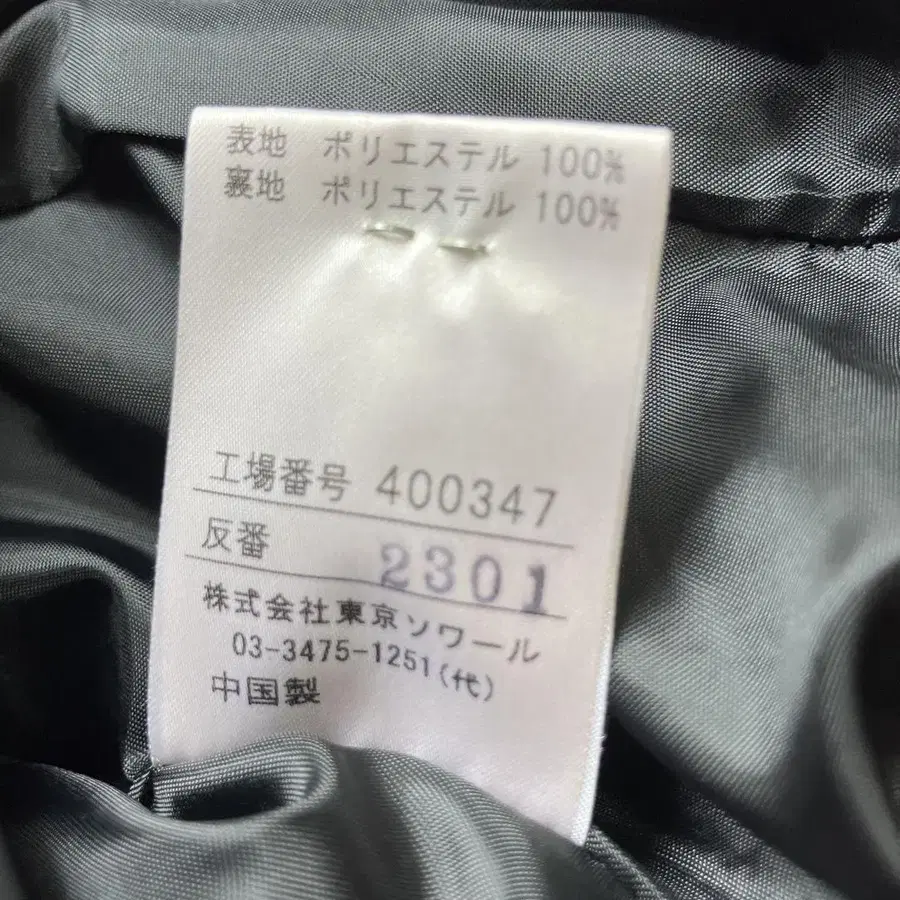 表地 ポリエステル 100%
裏地 ポリエステル 100%
工場番号 400347
反番 2301
株式会社東京ソワール
03-3475-1251(代)
中国製